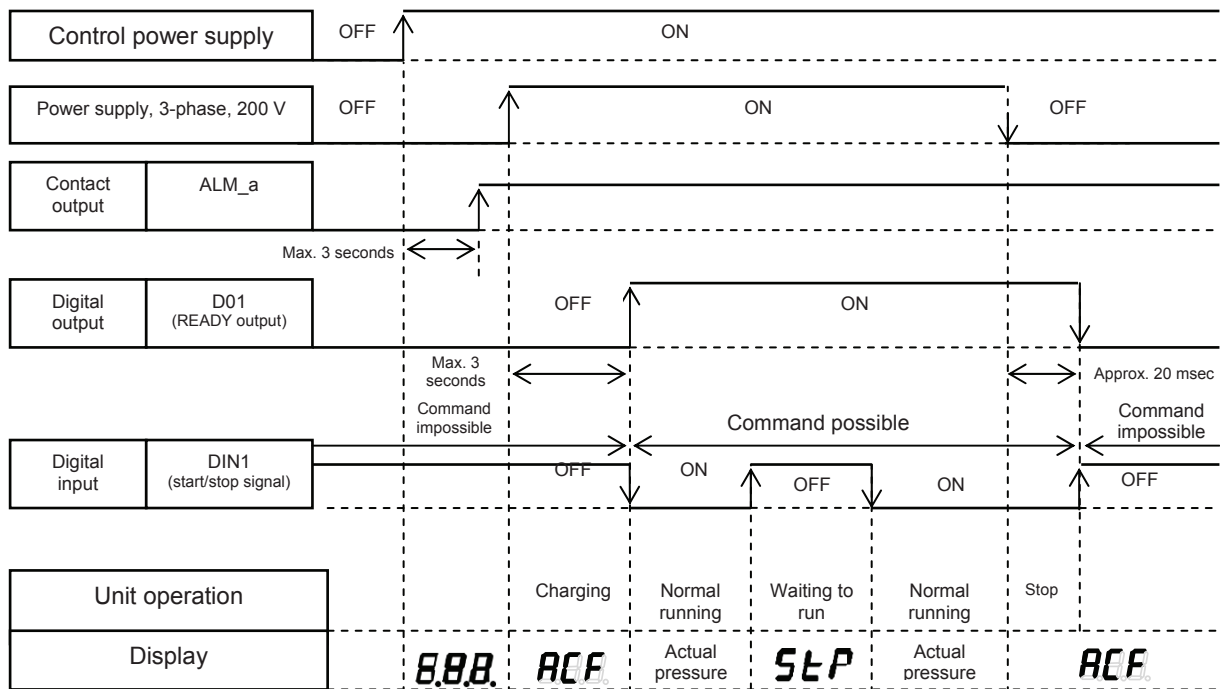 Control power supply
OFF
ON
Power supply, 3-phase, 200 V
OFF
ON
OFF
Contact
output
ALM_a
Max. 3 seconds
Digital
output
D01
(READY output)
OFF
ON
Max. 3
seconds
Approx. 20 msec
Command
impossible
Command possible
Command
impossible
Digital
input
DIN1
(start/stop signal)
OFF
ON
OFF
ON
OFF
Unit operation
Charging
Normal
running
Waiting to
run
Normal
running
Stop
Display
8.8.8.
ACF
Actual
pressure
StP
Actual
pressure
ACF